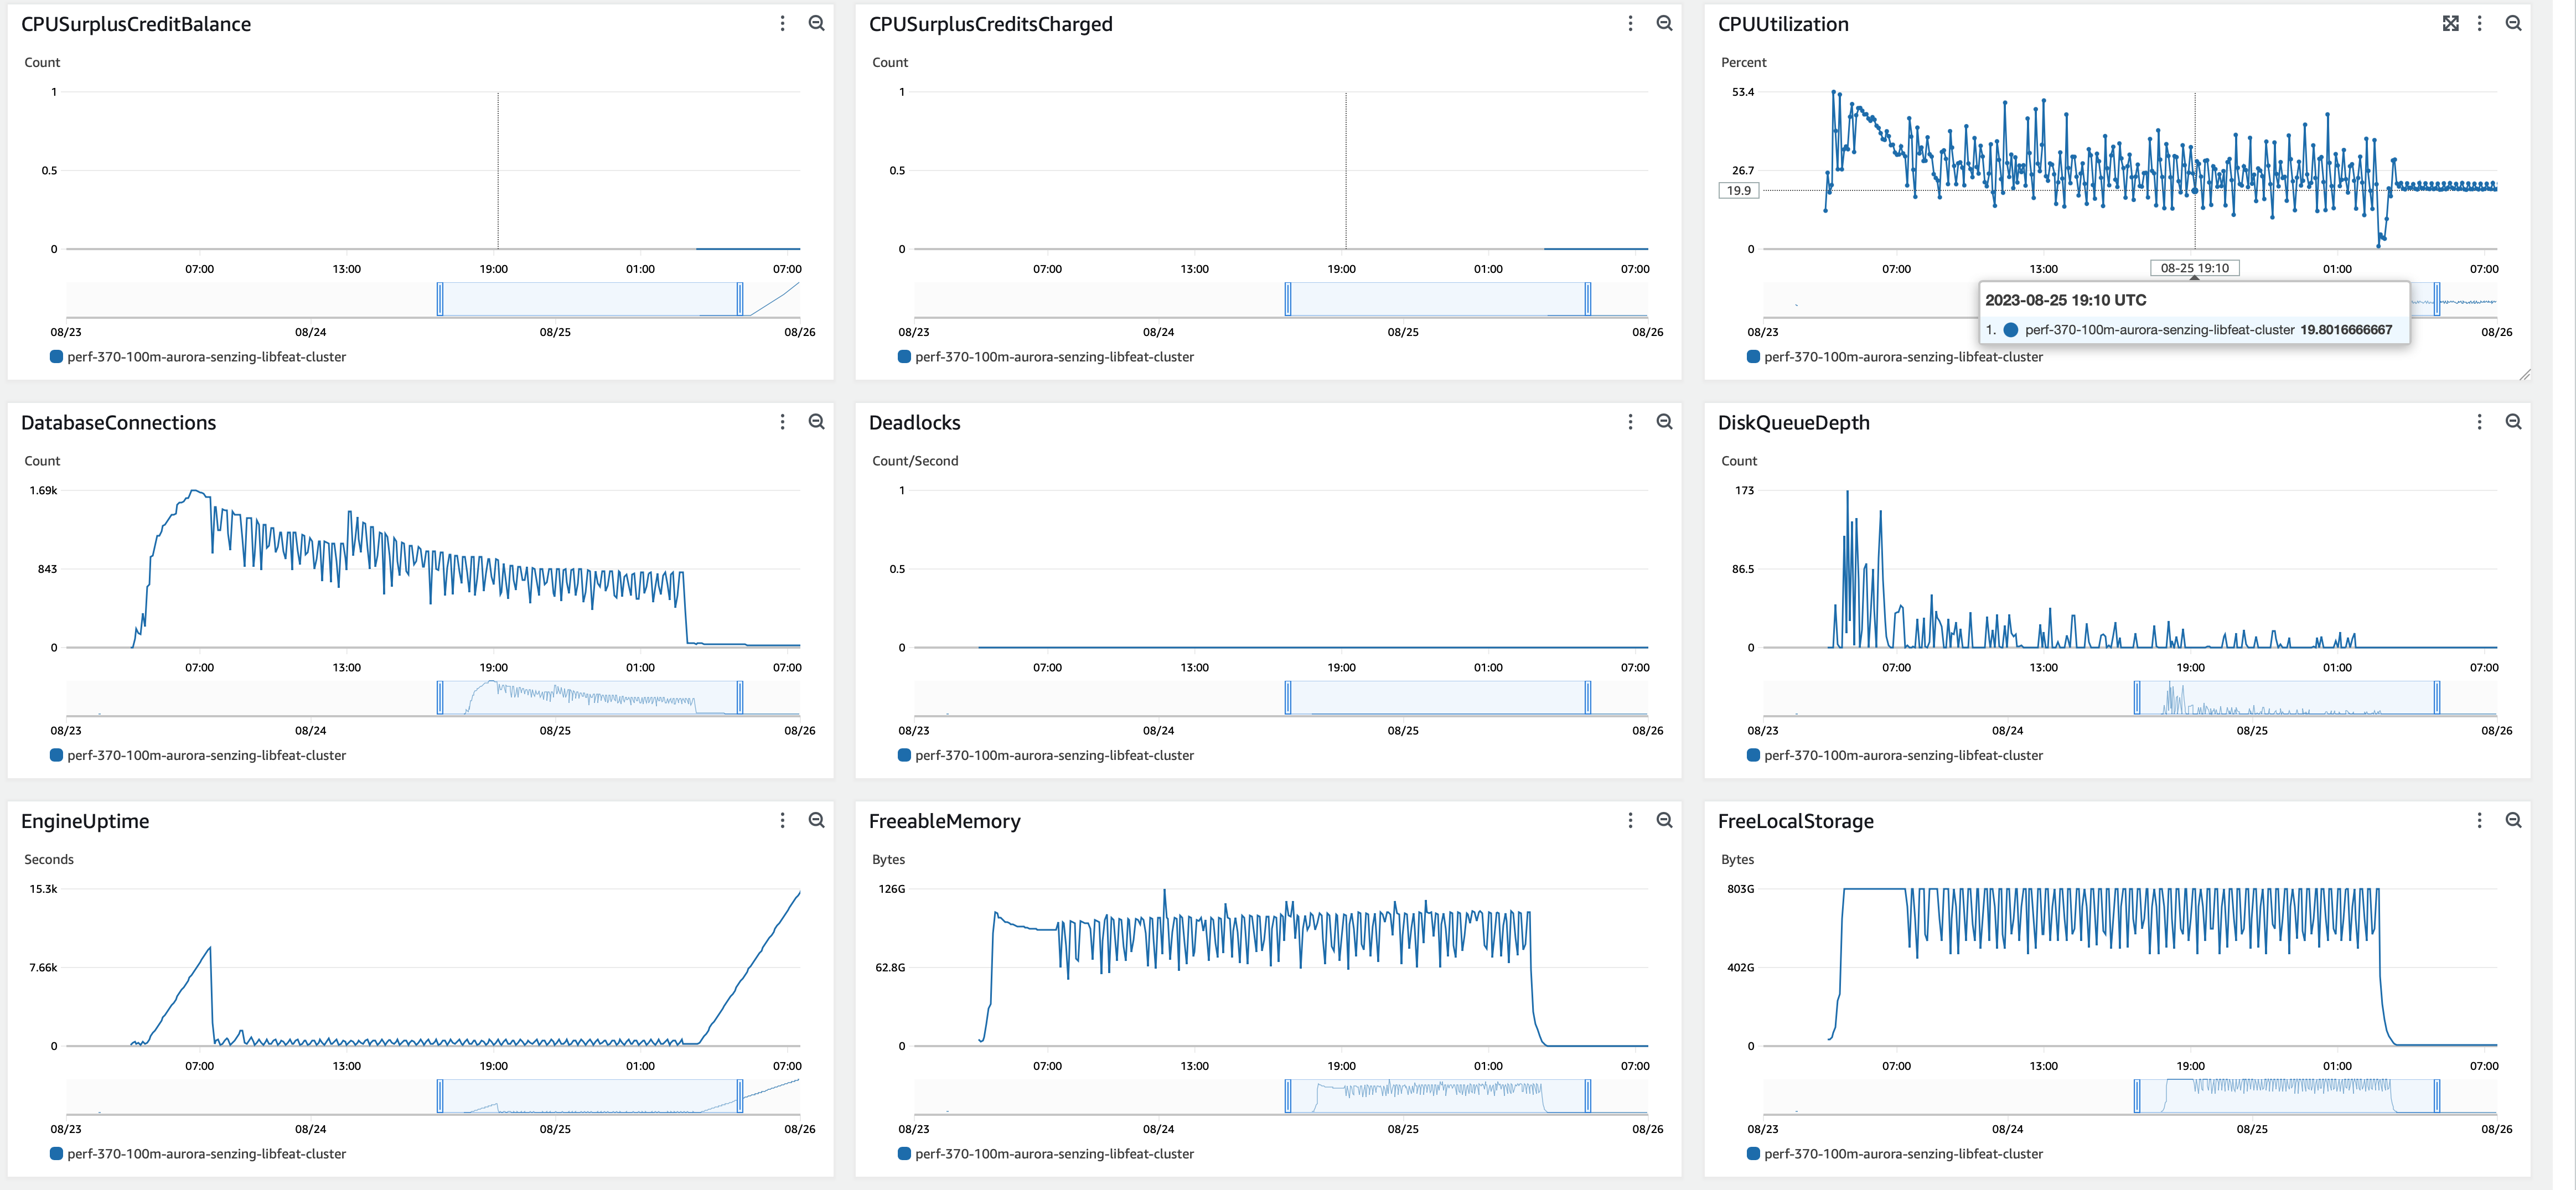 CPUSurplusCreditBalance
Count
1
0.5
0
07:00 13:00 19:00 01:00 07:00
08/23 08/24 08/25 08/26
perf-370-100m-aurora-senzing-libfeat-cluster
CPUSurplusCreditsCharged
Count
1
0.5
0
07:00 13:00 19:00 01:00 07:00
08/23 08/24 08/25 08/26
perf-370-100m-aurora-senzing-libfeat-cluster
CPUUtilization
Percent
53.4
26.7
19.9
0
07:00 13:00 08-25 19:10 01:00 07:00
2023-08-25 19:10 UTC
1. perf-370-100m-aurora-senzing-libfeat-cluster 19.8016666667
08/23 08/26
perf-370-100m-aurora-senzing-libfeat-cluster
DatabaseConnections
Count
1.69k
843
0
07:00 13:00 19:00 01:00 07:00
08/23 08/24 08/25 08/26
perf-370-100m-aurora-senzing-libfeat-cluster
Deadlocks
Count/Second
1
0.5
0
07:00 13:00 19:00 01:00 07:00
08/23 08/24 08/25 08/26
perf-370-100m-aurora-senzing-libfeat-cluster
DiskQueueDepth
Count
173
86.5
0
07:00 13:00 19:00 01:00 07:00
08/23 08/24 08/25 08/26
perf-370-100m-aurora-senzing-libfeat-cluster
EngineUptime
Seconds
15.3k
7.66k
0
07:00 13:00 19:00 01:00 07:00
08/23 08/24 08/25 08/26
perf-370-100m-aurora-senzing-libfeat-cluster
FreeableMemory
Bytes
126G
62.8G
0
07:00 13:00 19:00 01:00 07:00
08/23 08/24 08/25 08/26
perf-370-100m-aurora-senzing-libfeat-cluster
FreeLocalStorage
Bytes
803G
402G
0
07:00 13:00 19:00 01:00 07:00
08/23 08/24 08/25 08/26
perf-370-100m-aurora-senzing-libfeat-cluster